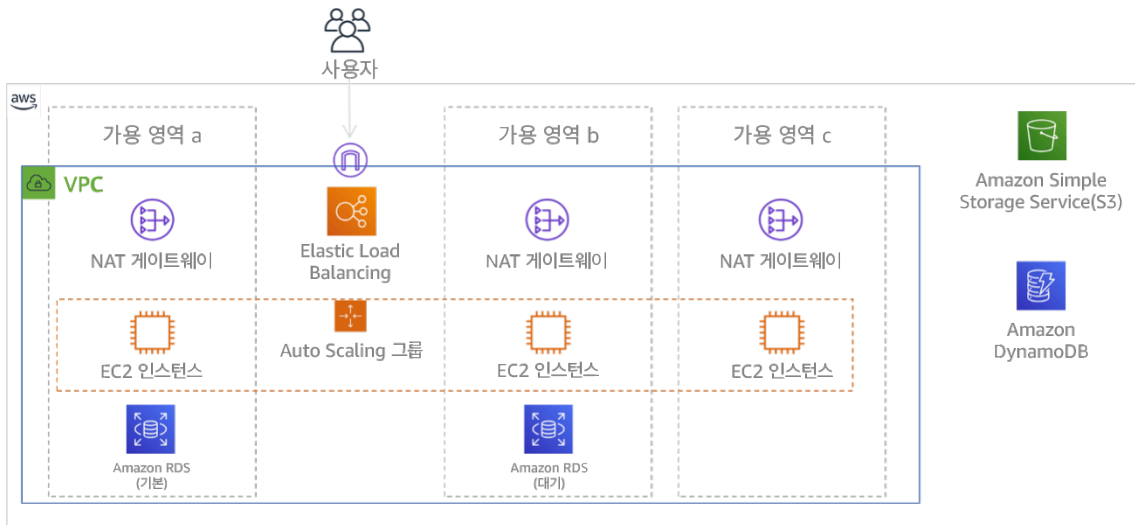 사용자
aws
가용 영역 a
가용 영역 b
가용 영역 c
VPC
NAT 게이트웨이
Elastic Load
Balancing
NAT 게이트웨이
NAT 게이트웨이
Auto Scaling 그룹
EC2 인스턴스
EC2 인스턴스
EC2 인스턴스
Amazon RDS
(기본)
Amazon RDS
(대기)
Amazon Simple
Storage Service(S3)
Amazon
DynamoDB